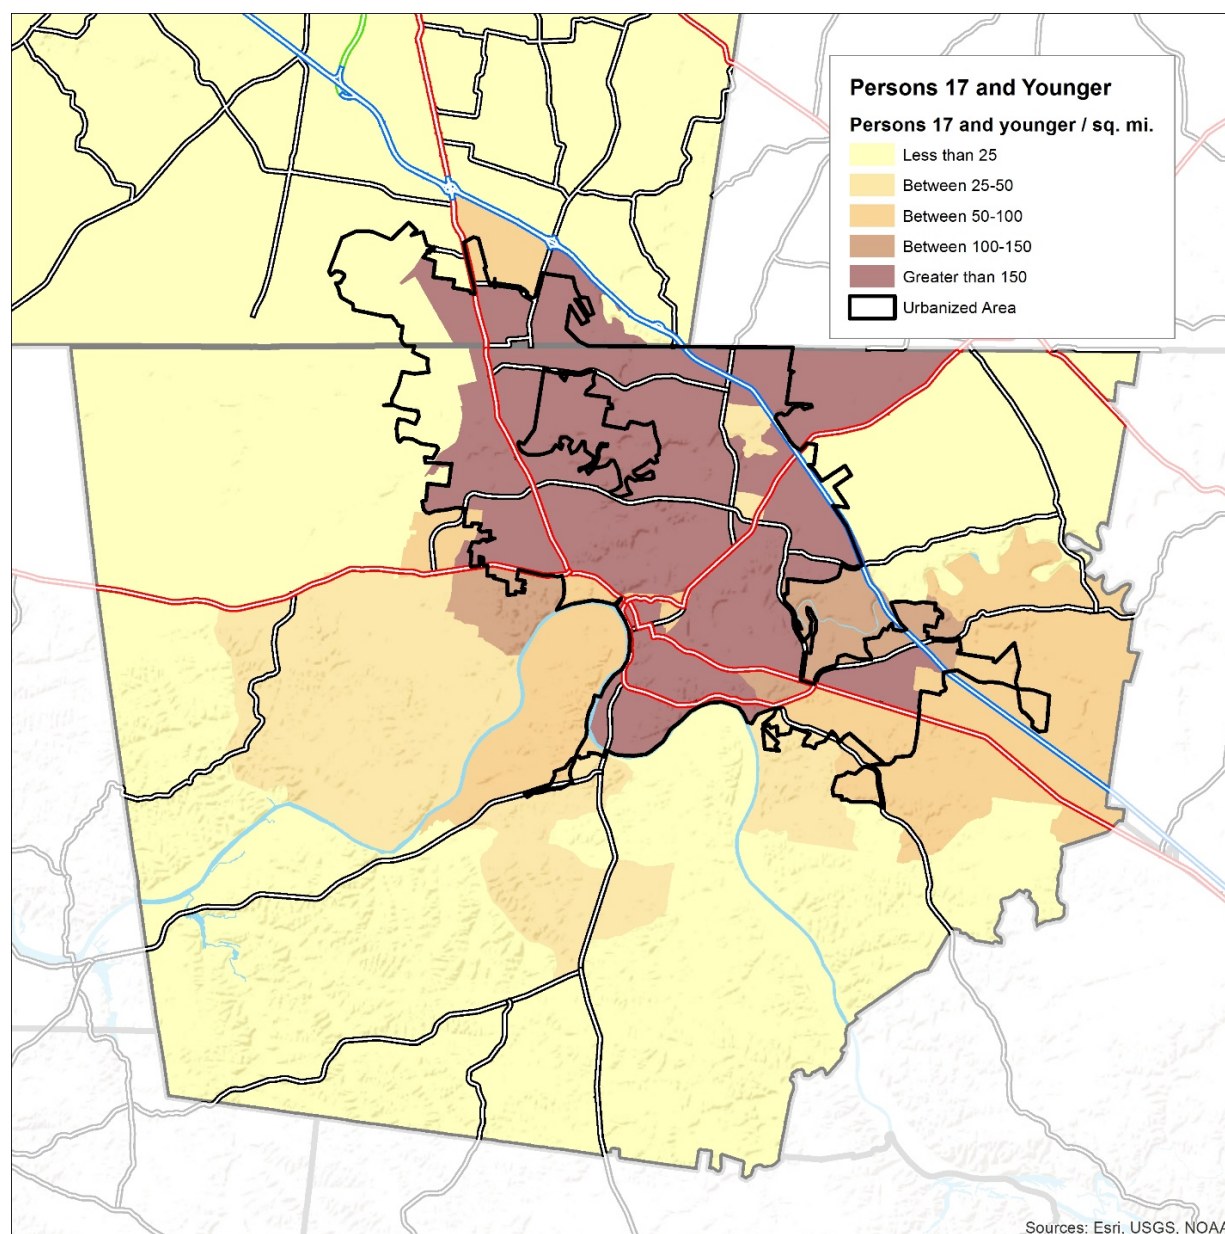 Persons 17 and Younger
Persons 17 and younger / sq. mi.
Less than 25
Between 25-50
Between 50-100
Between 100-150
Greater than 150
Urbanized Area
Sources: Esri, USGS, NOAA